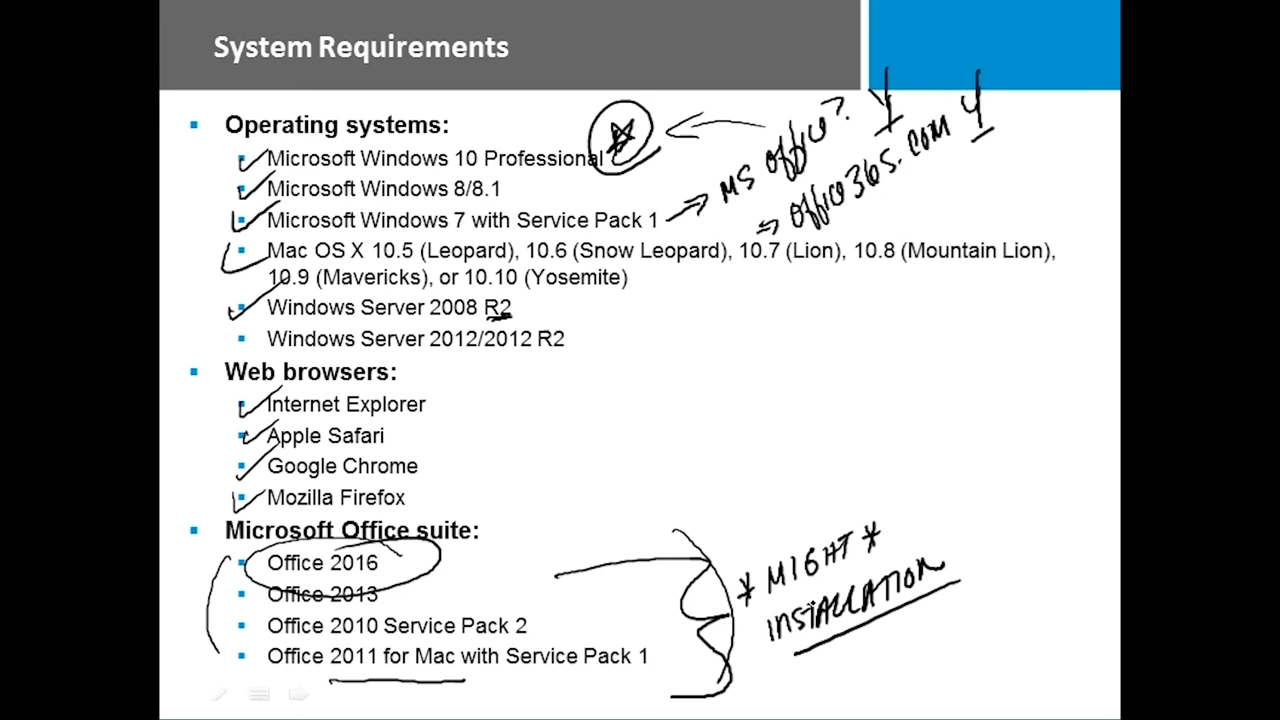 System Requirements
Operating systems:
Microsoft Windows 10 Professional
Microsoft Windows 8/8.1
Microsoft Windows 7 with Service Pack 1
Mac OS X 10.5 (Leopard), 10.6 (Snow Leopard), 10.7 (Lion), 10.8 (Mountain Lion),
10.9 (Mavericks), or 10.10 (Yosemite)
Windows Server 2008 R2
Windows Server 2012/2012 R2
MS Office? Y
Office365.com Y
Web browsers:
Internet Explorer
Apple Safari
Google Chrome
Mozilla Firefox
Microsoft Office suite:
Office 2016
Office 2013
Office 2010 Service Pack 2
Office 2011 for Mac with Service Pack 1
* MIGHT *
INSTALLATION